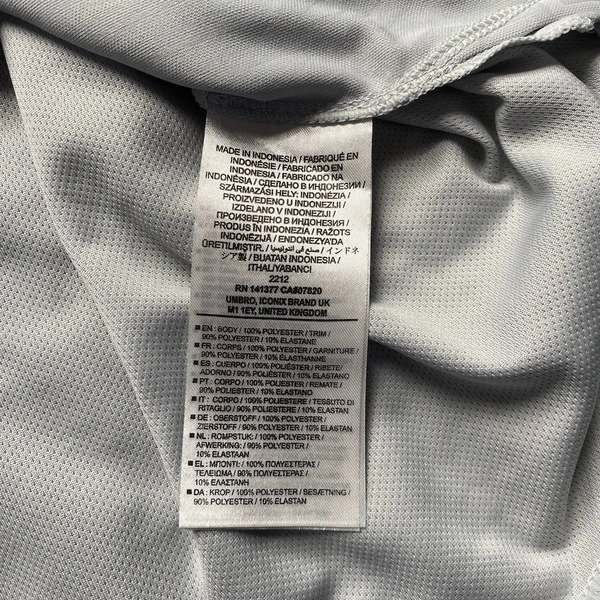 MADE IN INDONESIA / FABRIQUÉ EN
INDONÉSIE / FABRICADO EN
INDONESIA / FABRICADO NA
INDONÉSIA / СДЕЛАНО В ИНДОНЕЗИИ /
SZÁRMAZÁSI HELY: INDONÉZIA /
PROIZVEDENO U INDONEZIJI /
IZDELANO V INDONEZIJI /
ПРОИЗВЕДЕНО В ИНДОНЕЗИЯ /
PRODUS ÎN INDONEZIA / RAŽOTS
INDONĒZIJĀ / ENDONEZYA'DA
ÜRETILMIŞTIR. / صنع في أندونيسيا / インドネ
シア製 / BUATAN INDONESIA /
ITHAL/YABANCI
2212
RN 141377 CA#07820
UMBRO, ICONIX BRAND UK
M1 1EY, UNITED KINGDOM
EN : BODY / 100% POLYESTER / TRIM /
90% POLYESTER / 10% ELASTANE
FR : CORPS / 100% POLYESTER / GARNITURE /
90% POLYESTER / 10% ÉLASTHANNE
ES : CUERPO / 100% POLIÉSTER / RIBETE/
ADORNO / 90% POLIÉSTER / 10% ELASTANO
PT : CORPO / 100% POLIÉSTER / REMATE /
90% POLIÉSTER / 10% ELASTANO
IT : CORPO / 100% POLIESTERE / TESSUTO DI
RITAGLIO / 90% POLIESTERE / 10% ELASTAN
DE : OBERSTOFF / 100% POLYESTER /
ZIERSTOFF / 90% POLYESTER / 10% ELASTAN
NL : ROMPSTUK: / 100% POLYESTER /
AFWERKING: / 90% POLYESTER /
10% ELASTAAN
EL : ΜΠΟΝΤΙ: / 100% ΠΟΛΥΕΣΤΕΡΑΣ /
ΤΕΛΕΙΩΜΑ / 90% ΠΟΛΥΕΣΤΕΡΑΣ /
10% ΕΛΑΣΤΑΝΗ
DA : KROP / 100% POLYESTER / BESÆTNING /
90% POLYESTER / 10% ELASTAN